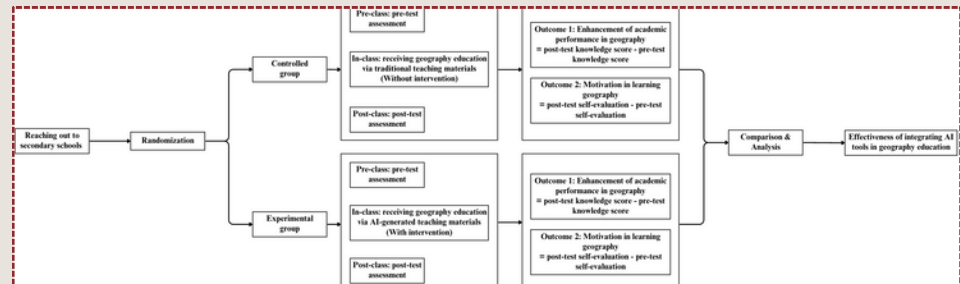 Reaching out to
secondary schools
Randomization
Controlled
group
Pre-class: pre-test
assessment
In-class: receiving geography education
via traditional teaching materials
(Without intervention)
Post-class: post-test
assessment
Outcome 1: Enhancement of academic
performance in geography
= post-test knowledge score - pre-test
knowledge score
Outcome 2: Motivation in learning
geography
= post-test self-evaluation - pre-test
self-evaluation
Experimental
group
Pre-class: pre-test
assessment
In-class: receiving geography education
via AI-generated teaching materials
(With intervention)
Post-class: post-test
assessment
Outcome 1: Enhancement of academic
performance in geography
= post-test knowledge score - pre-test
knowledge score
Outcome 2: Motivation in learning
geography
= post-test self-evaluation - pre-test
self-evaluation
Comparison &
Analysis
Effectiveness of integrating AI
tools in geography education